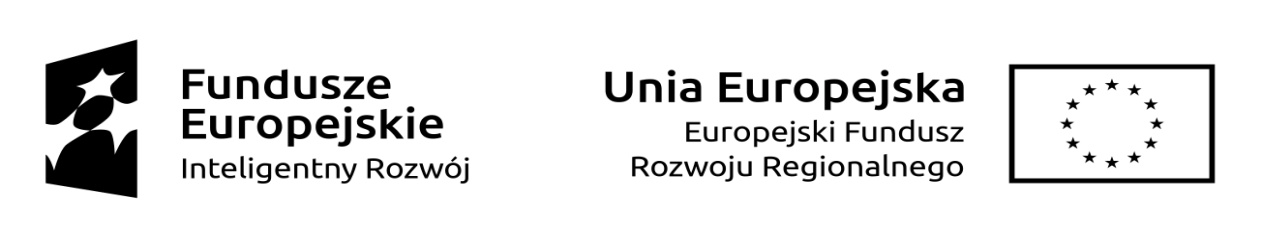 Fundusze
Europejskie
Inteligentny Rozwój
Unia Europejska
Europejski Fundusz
Rozwoju Regionalnego